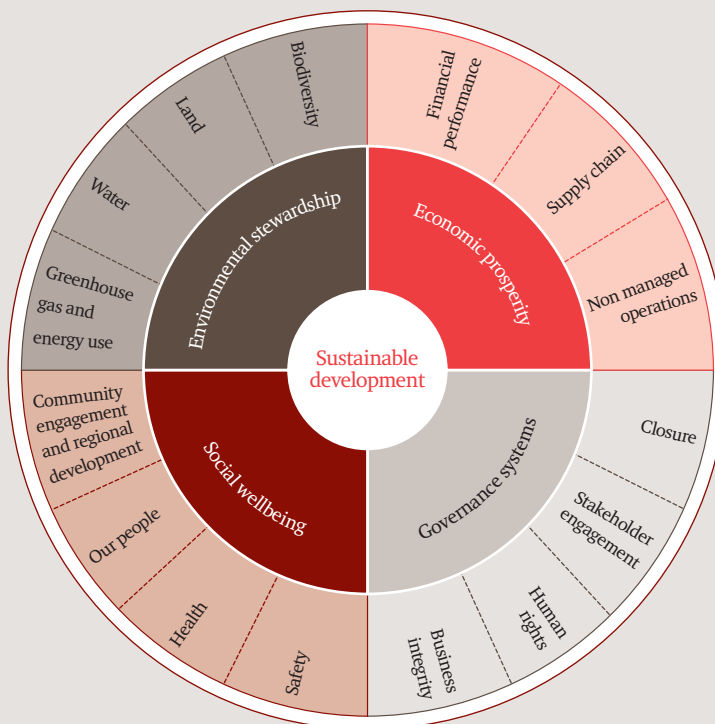 Sustainable
development
Environmental stewardship
Biodiversity
Land
Water
Greenhouse
gas and
energy use
Economic prosperity
Financial
performance
Supply chain
Non managed
operations
Governance systems
Closure
Stakeholder
engagement
Human
rights
Business
integrity
Social wellbeing
Community
engagement
and regional
development
Our people
Health
Safety